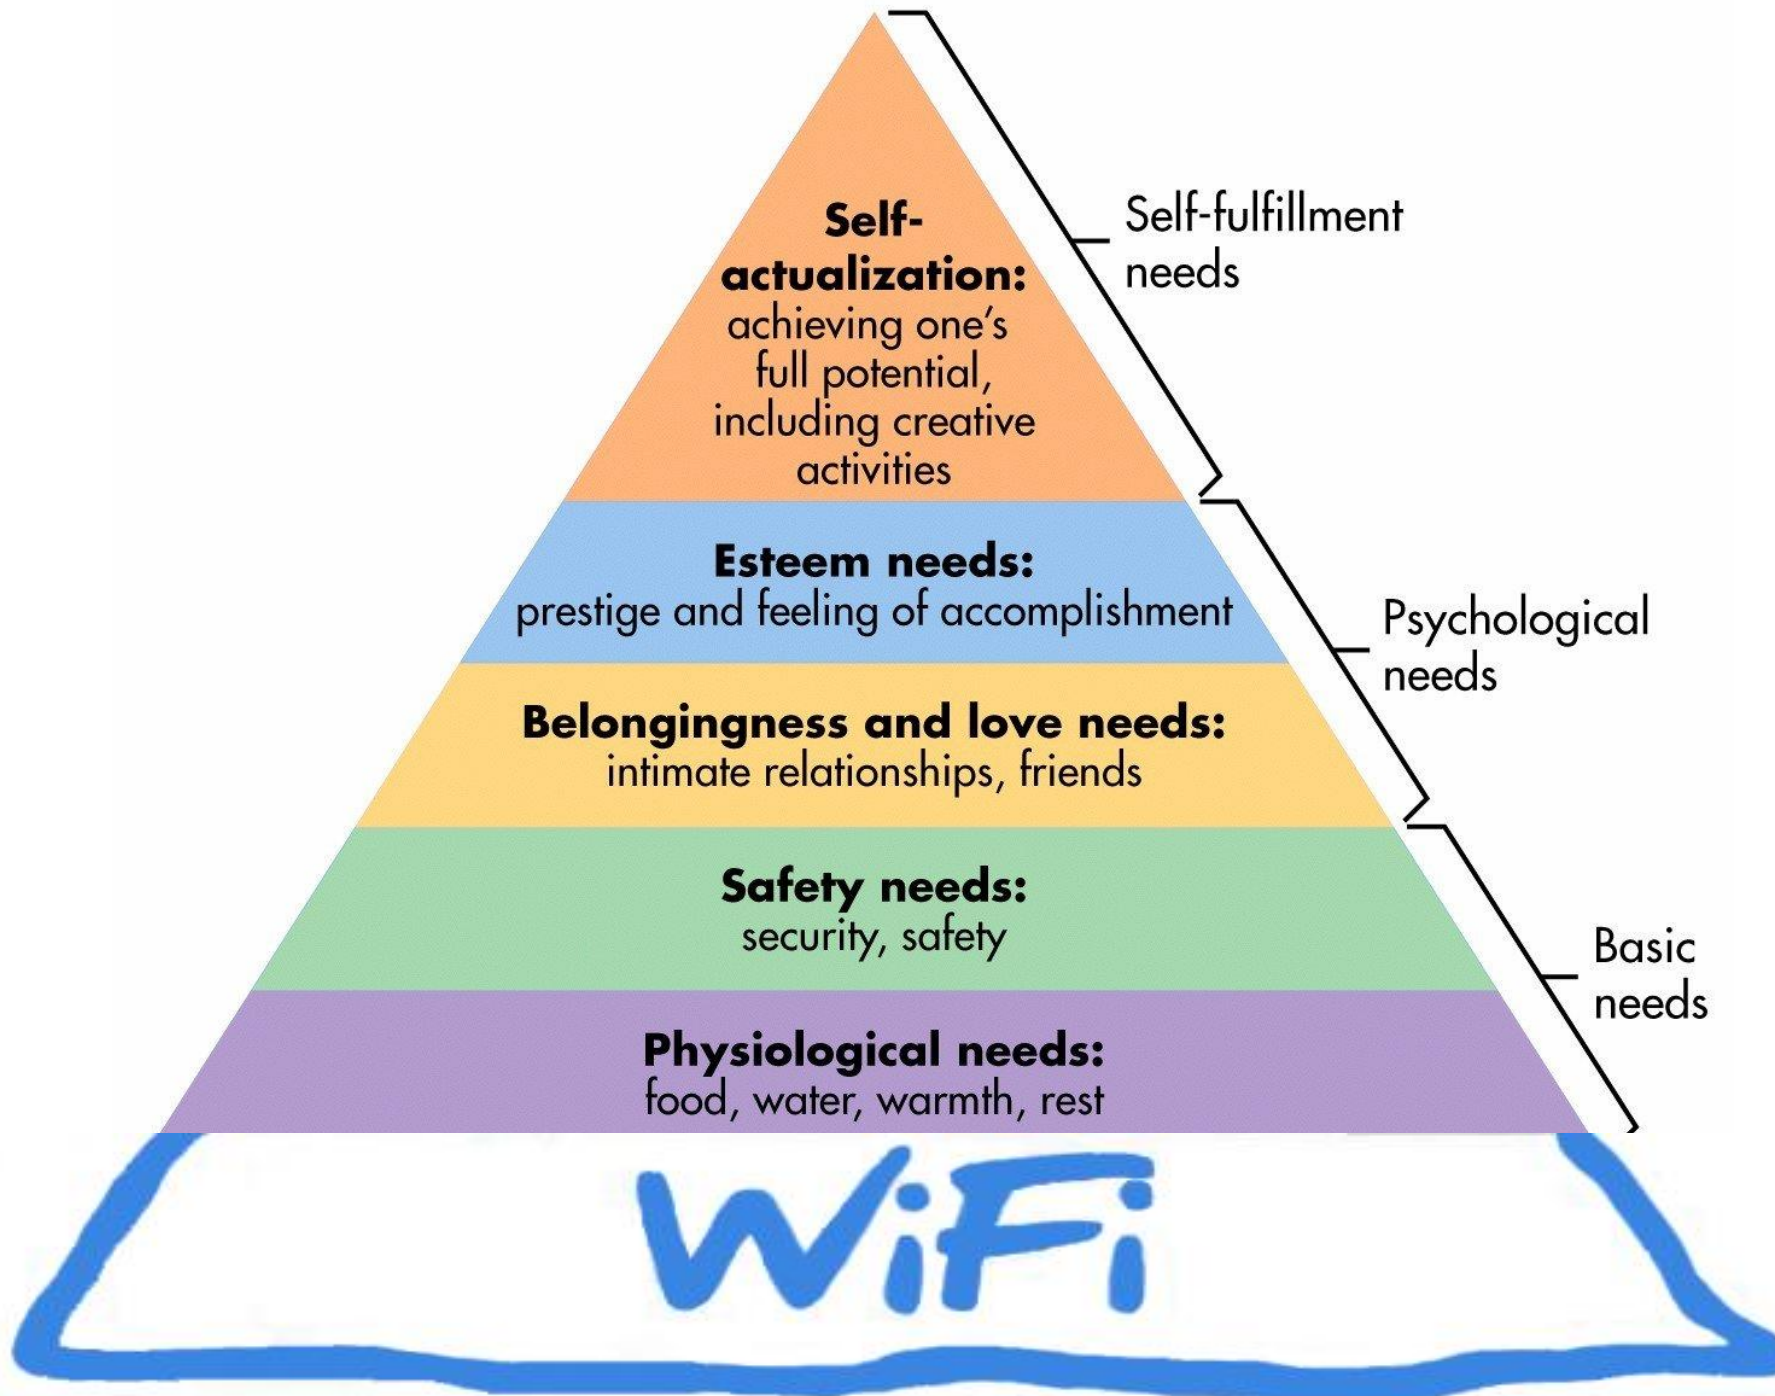 Self-
actualization:
achieving one's
full potential,
including creative
activities
Self-fulfillment
needs
Esteem needs:
prestige and feeling of accomplishment
Psychological
needs
Belongingness and love needs:
intimate relationships, friends
Safety needs:
security, safety
Basic
needs
Physiological needs:
food, water, warmth, rest
WiFi